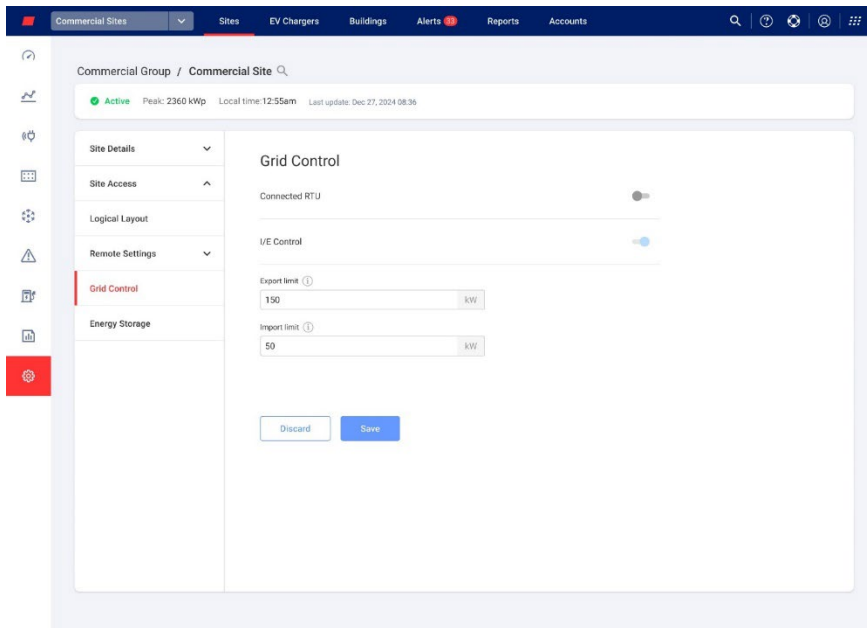 Commercial Sites
Sites
EV Chargers
Buildings
Alerts 33
Reports
Accounts
Commercial Group / Commercial Site
Active Peak: 2360 kWp Local time:12:55am Last update: Dec 27, 2024 08:36
Site Details
Site Access
Logical Layout
Remote Settings
Grid Control
Energy Storage
Grid Control
Connected RTU
I/E Control
Export limit
150 kW
Import limit
50 kW
Discard
Save